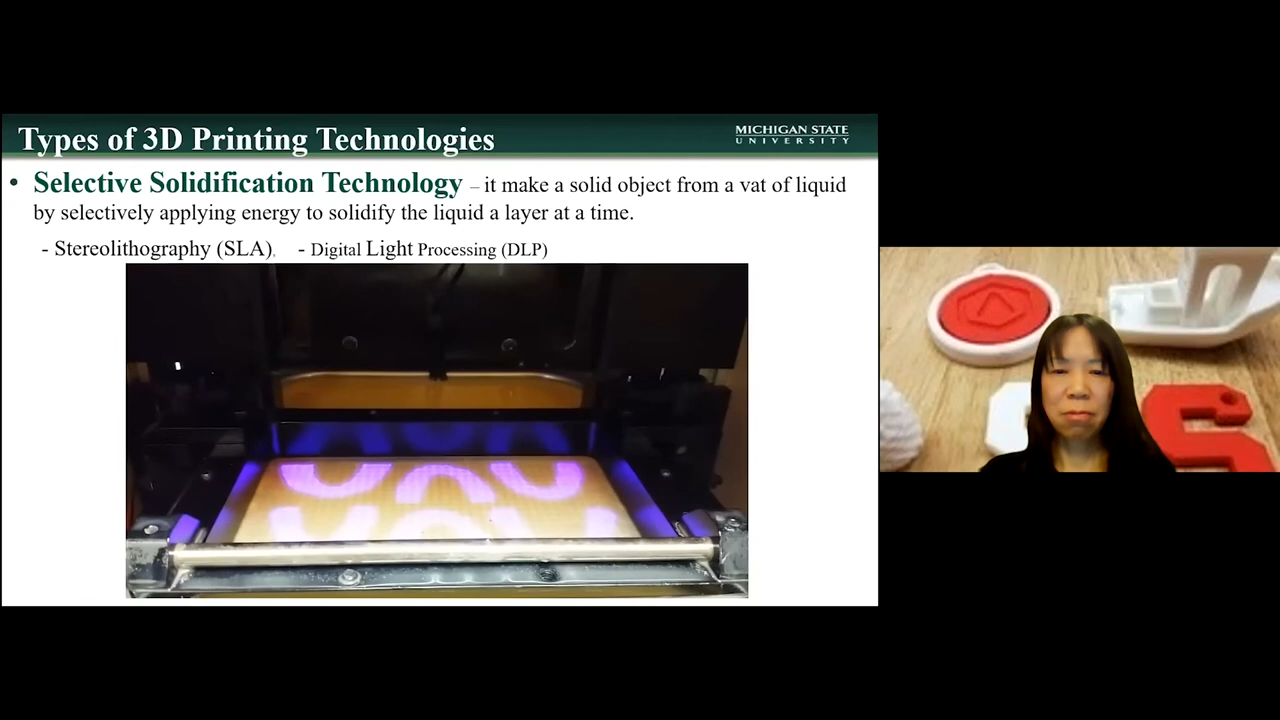 Types of 3D Printing Technologies
MICHIGAN STATE
UNIVERSITY
• Selective Solidification Technology – it make a solid object from a vat of liquid
by selectively applying energy to solidify the liquid a layer at a time.
- Stereolithography (SLA), - Digital Light Processing (DLP)